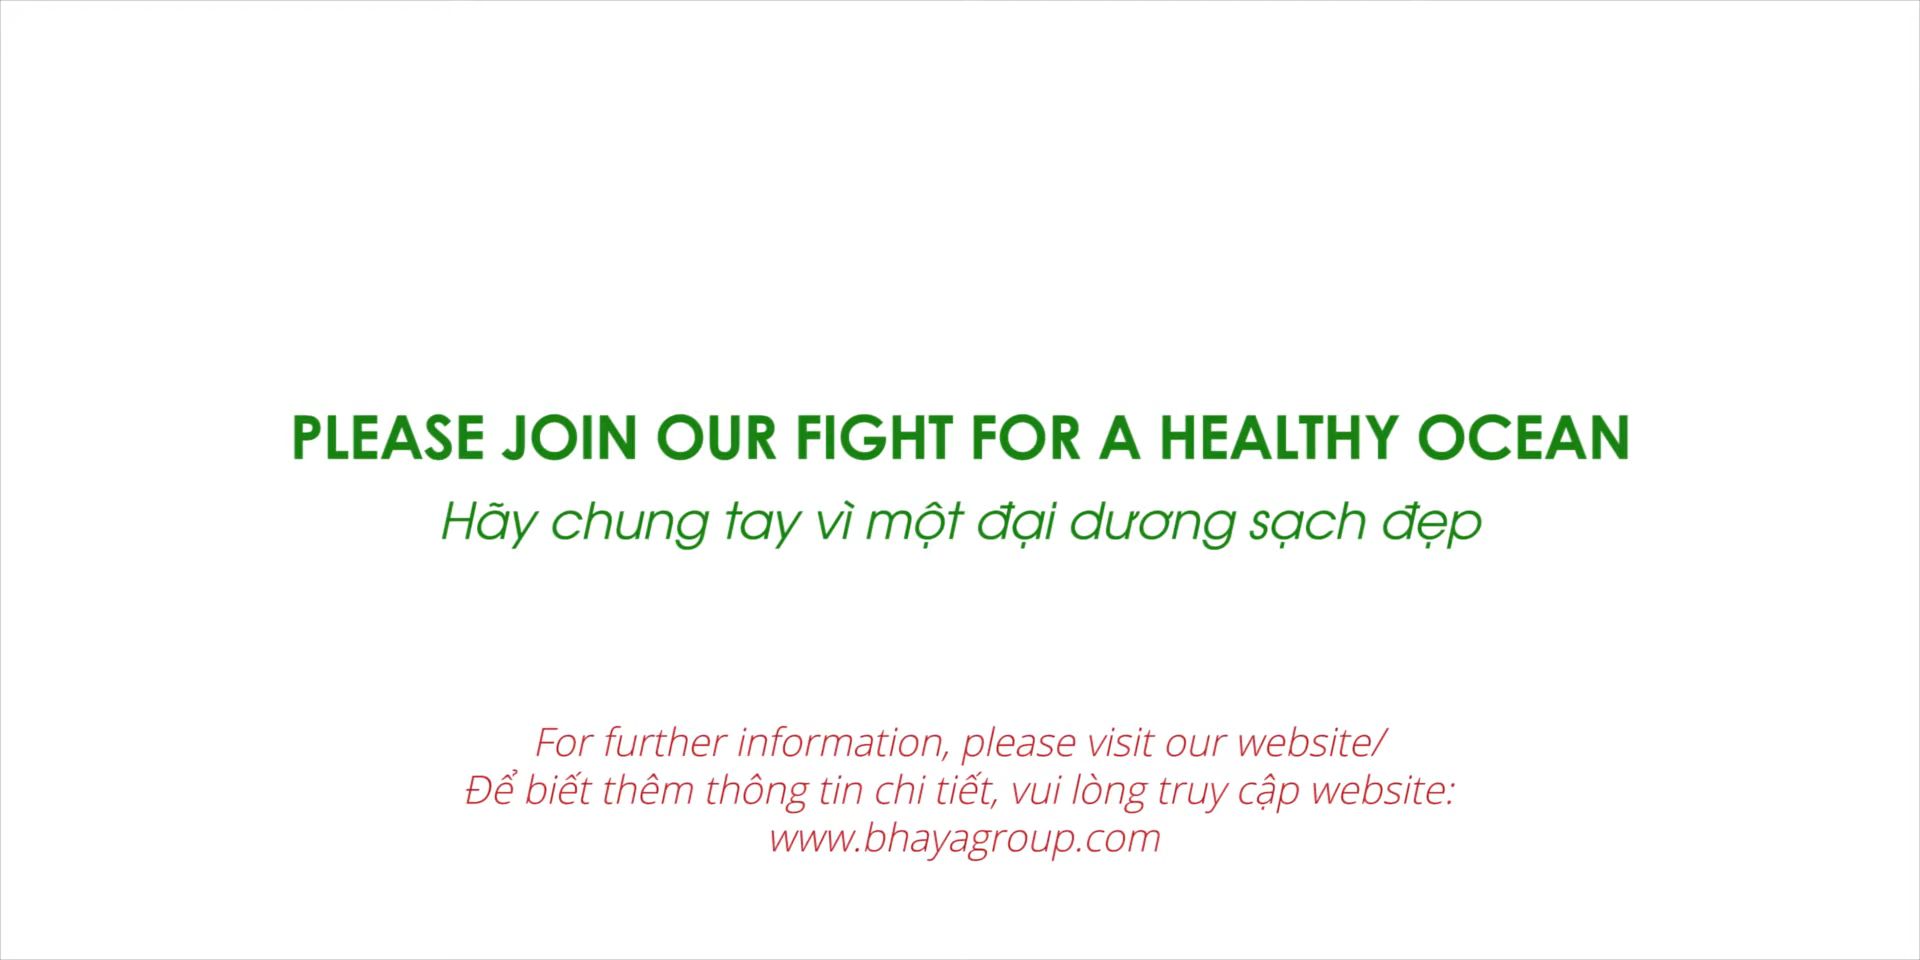 PLEASE JOIN OUR FIGHT FOR A HEALTHY OCEAN
Hãy chung tay vì một đại dương sạch đẹp
For further information, please visit our website/
Để biết thêm thông tin chi tiết, vui lòng truy cập website:
www.bhayagroup.com